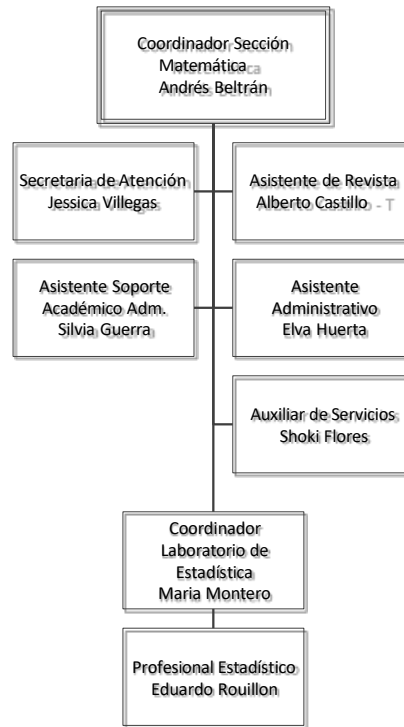 Coordinador Sección
Matemática
Andrés Beltrán
Secretaria de Atención
Jessica Villegas
Asistente de Revista
Alberto Castillo - T
Asistente Soporte
Académico Adm.
Silvia Guerra
Asistente
Administrativo
Elva Huerta
Auxiliar de Servicios
Shoki Flores
Coordinador
Laboratorio de
Estadística
Maria Montero
Profesional Estadístico
Eduardo Rouillon